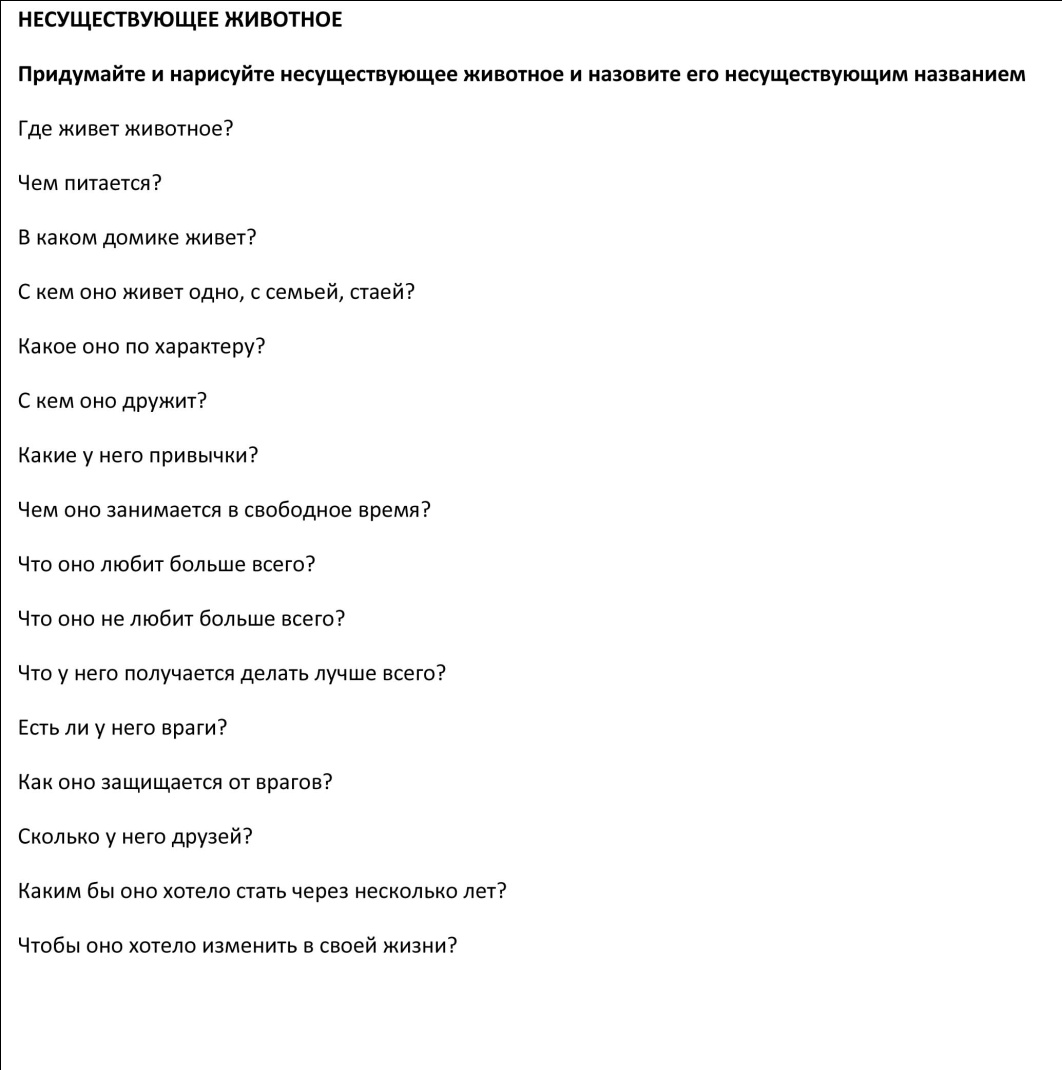 НЕСУЩЕСТВУЮЩЕЕ ЖИВОТНОЕ
Придумайте и нарисуйте несуществующее животное и назовите его несуществующим названием
Где живет животное?
Чем питается?
В каком домике живет?
С кем оно живет одно, с семьей, стаей?
Какое оно по характеру?
С кем оно дружит?
Какие у него привычки?
Чем оно занимается в свободное время?
Что оно любит больше всего?
Что оно не любит больше всего?
Что у него получается делать лучше всего?
Есть ли у него враги?
Как оно защищается от врагов?
Сколько у него друзей?
Каким бы оно хотело стать через несколько лет?
Чтобы оно хотело изменить в своей жизни?